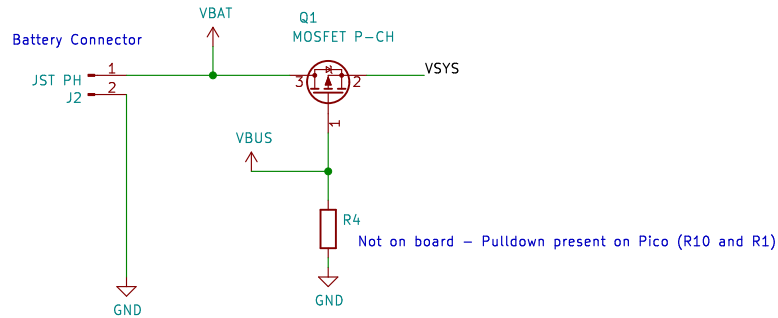 VBAT
Q1
MOSFET P-CH
Battery Connector
JST PH
J2
1
2
3
2
VSYS
1
VBUS
R4
Not on board - Pulldown present on Pico (R10 and R1)
GND
GND